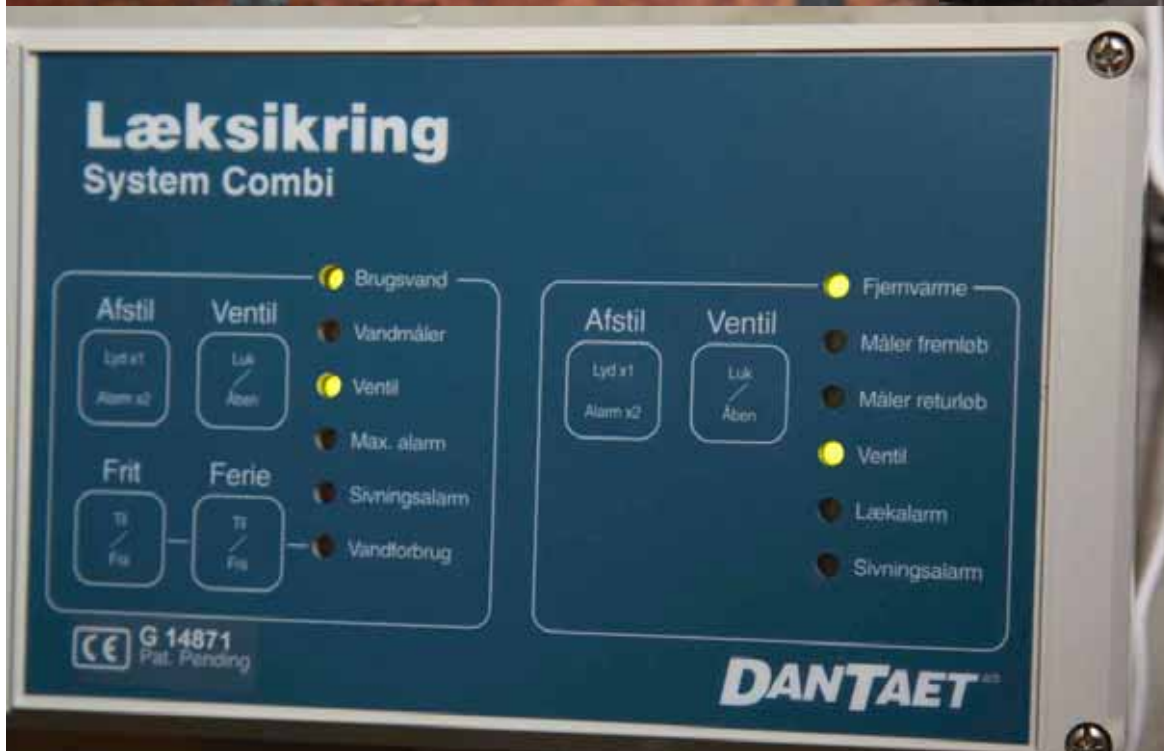 Læksikring
System Combi
Brugsvand
Afstil
Ventil
Lyd x1
Alarm x2
Luk
Åben
Vandmåler
Ventil
Max. alarm
Frit
Ferie
Til
Fra
Til
Fra
Sivningsalarm
Vandforbrug
Fjernvarme
Afstil
Ventil
Lyd x1
Alarm x2
Luk
Åben
Måler fremløb
Måler returløb
Ventil
Lækalarm
Sivningsalarm
CE G 14871
Pat. Pending
DANTAET A/S